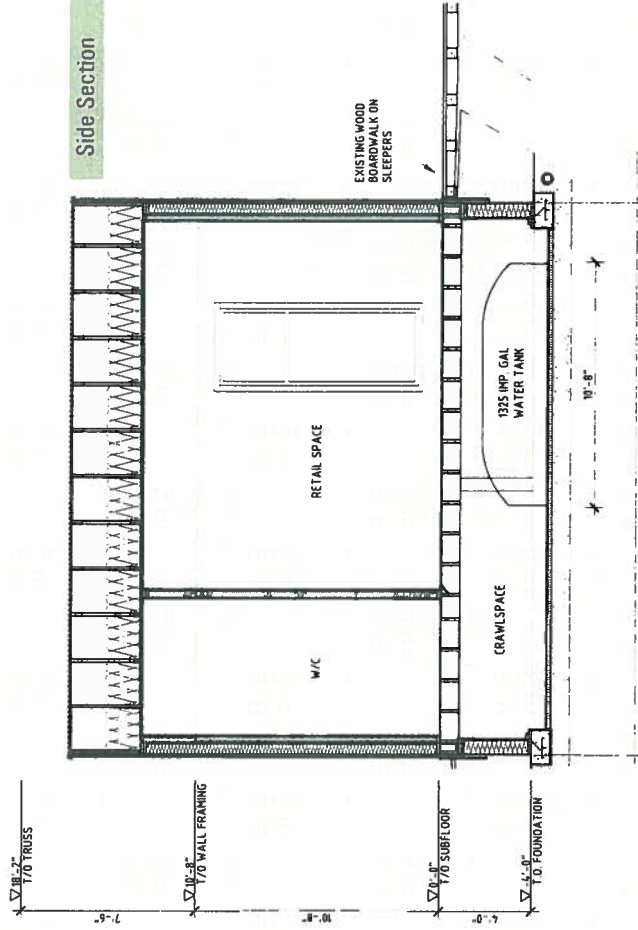 Side Section
18'-2"
T/O TRUSS
7'-6"
10'-8"
T/O WALL FRAMING
10'-8"
0'-0"
T/O SUBFLOOR
4'-0"
-4'-0"
T.O. FOUNDATION
W/C
RETAIL SPACE
EXISTING WOOD
BOARDWALK ON
SLEEPERS
CRAWLSPACE
1325 IMP. GAL
WATER TANK
10'-8"